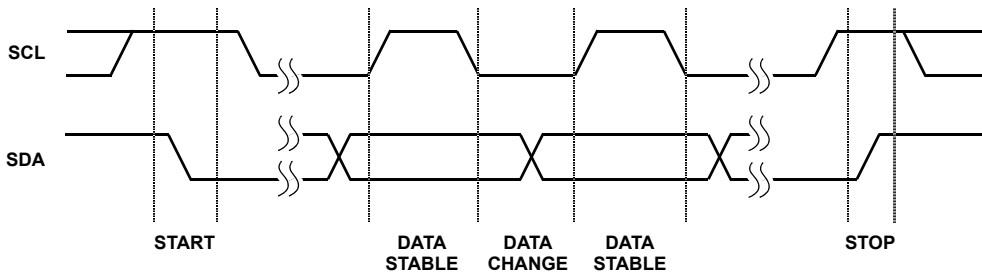 SCL
SDA
START
DATA
STABLE
DATA
CHANGE
DATA
STABLE
STOP